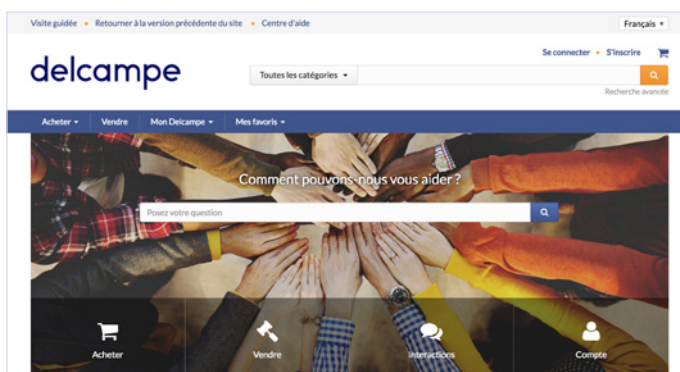 Visite guidée • Retourner à la version précédente du site • Centre d'aide
Français
Se connecter • S'inscrire
delcampe
Toutes les catégories
Recherche avancée
Acheter Vendre Mon Delcampe Mes favoris
Comment pouvons-nous vous aider ?
Posez votre question
Acheter Vendre Interactions Compte